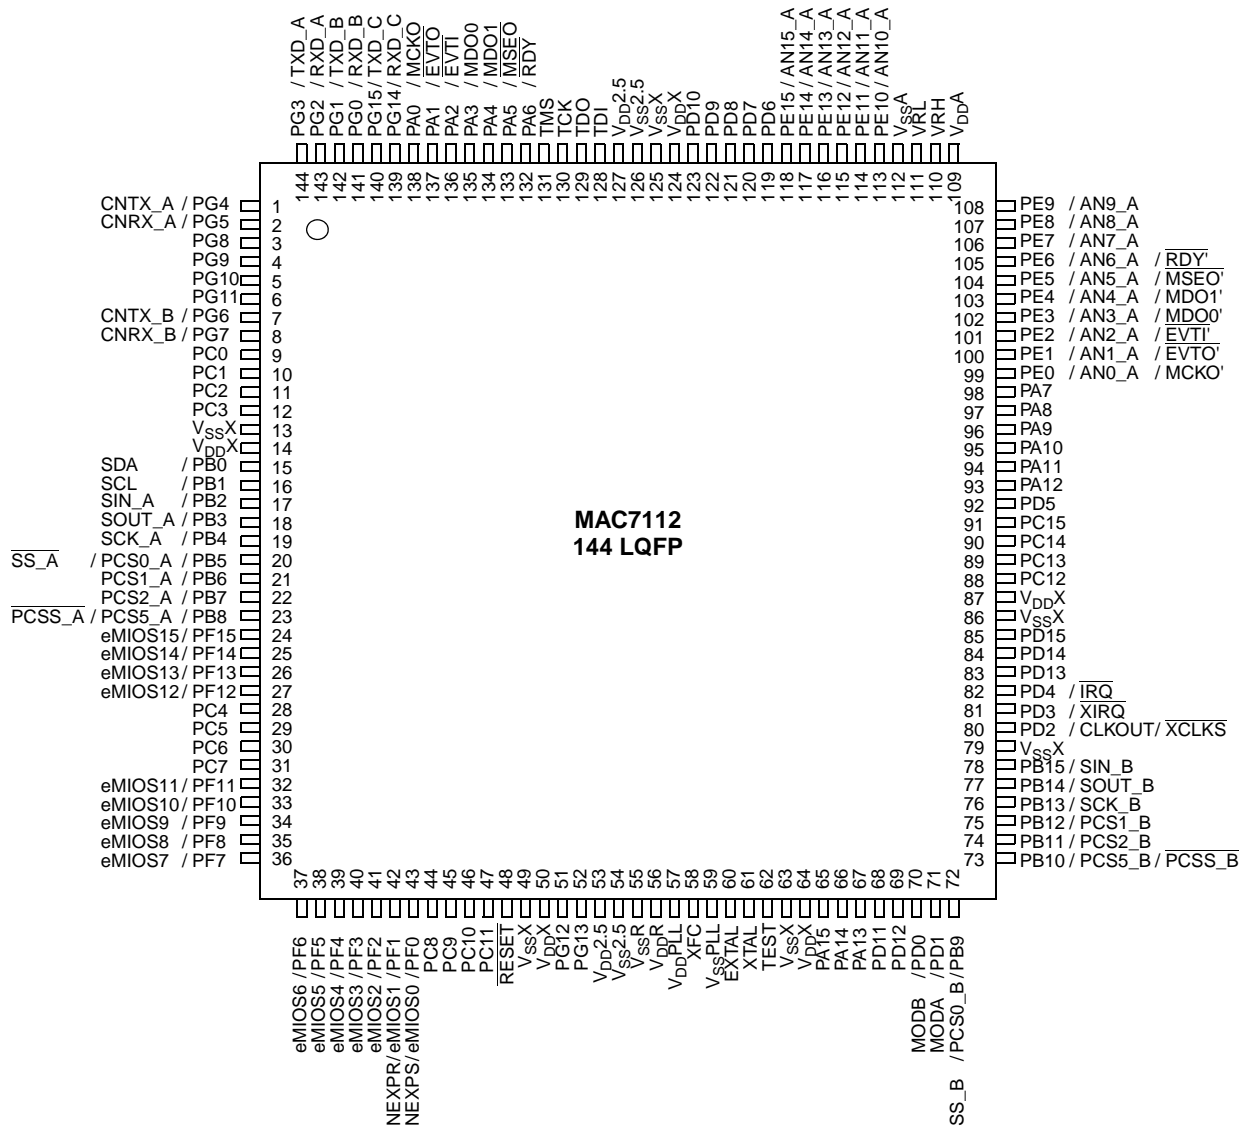 PG3 / TXD_A
PG2 / RXD_A
PG1 / TXD_B
PG0 / RXD_B
PG15 / TXD_C
PG14 / RXD_C
PA0 / MCKO
PA1 / EVTO
PA2 / EVTI
PA3 / MDO0
PA4 / MDO1
PA5 / MSEO
PA6 / RDY
TMS
TCK
TDO
TDI
VDD2.5
VSS2.5
VSSX
VDDX
PD10
PD9
PD8
PD7
PD6
PE15 / AN15_A
PE14 / AN14_A
PE13 / AN13_A
PE12 / AN12_A
PE11 / AN11_A
PE10 / AN10_A
VSSA
VRL
VRH
VDDA
144 143 142 141 140 139 138 137 136 135 134 133 132 131 130 129 128 127 126 125 124 123 122 121 120 119 118 117 116 115 114 113 112 111 110 109
CNTX_A / PG4 1
CNRX_A / PG5 2
PG8 3
PG9 4
PG10 5
PG11 6
CNTX_B / PG6 7
CNRX_B / PG7 8
PC0 9
PC1 10
PC2 11
PC3 12
VSSX 13
VDDX 14
SDA / PB0 15
SCL / PB1 16
SIN_A / PB2 17
SOUT_A / PB3 18
SCK_A / PB4 19
SS_A / PCS0_A / PB5 20
PCS1_A / PB6 21
PCS2_A / PB7 22
PCSS_A / PCS5_A / PB8 23
eMIOS15 / PF15 24
eMIOS14 / PF14 25
eMIOS13 / PF13 26
eMIOS12 / PF12 27
PC4 28
PC5 29
PC6 30
PC7 31
eMIOS11 / PF11 32
eMIOS10 / PF10 33
eMIOS9 / PF9 34
eMIOS8 / PF8 35
eMIOS7 / PF7 36
MAC7112
144 LQFP
108 PE9 / AN9_A
107 PE8 / AN8_A
106 PE7 / AN7_A
105 PE6 / AN6_A / RDY'
104 PE5 / AN5_A / MSEO'
103 PE4 / AN4_A / MDO1'
102 PE3 / AN3_A / MDO0'
101 PE2 / AN2_A / EVTI'
100 PE1 / AN1_A / EVTO'
99 PE0 / AN0_A / MCKO'
98 PA7
97 PA8
96 PA9
95 PA10
94 PA11
93 PA12
92 PD5
91 PC15
90 PC14
89 PC13
88 PC12
87 VDDX
86 VSSX
85 PD15
84 PD14
83 PD13
82 PD4 / IRQ
81 PD3 / XIRQ
80 PD2 / CLKOUT / XCLKS
79 VSSX
78 PB15 / SIN_B
77 PB14 / SOUT_B
76 PB13 / SCK_B
75 PB12 / PCS1_B
74 PB11 / PCS2_B
73 PB10 / PCS5_B / PCSS_B
37 38 39 40 41 42 43 44 45 46 47 48 49 50 51 52 53 54 55 56 57 58 59 60 61 62 63 64 65 66 67 68 69 70 71 72
eMIOS6 / PF6
eMIOS5 / PF5
eMIOS4 / PF4
eMIOS3 / PF3
eMIOS2 / PF2
NEXPR / eMIOS1 / PF1
NEXPS / eMIOS0 / PF0
PC8
PC9
PC10
PC11
RESET
VSSX
VDDX
PG12
PG13
VDD2.5
VSS2.5
VSSR
VDDR
VDDPLL
XFC
VSSPLL
EXTAL
XTAL
TEST
VSSX
VDDX
PA15
PA14
PA13
PD11
PD12
MODB / PD0
MODA / PD1
SS_B / PCS0_B / PB9